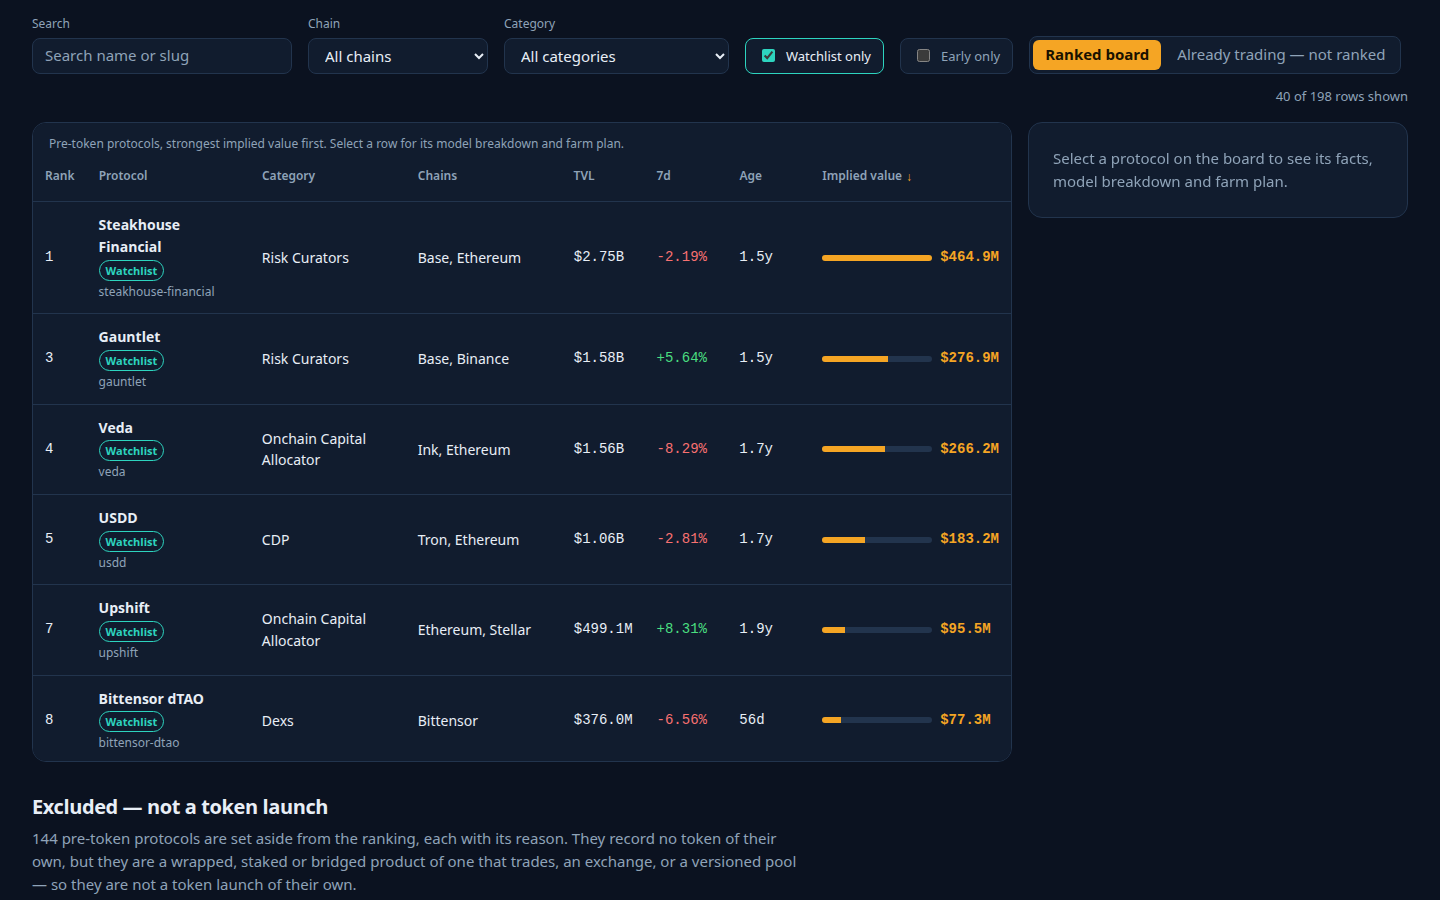 Search
Chain
Category
Search name or slug
All chains
All categories
Watchlist only
Early only
Ranked board
Already trading — not ranked
40 of 198 rows shown
Pre-token protocols, strongest implied value first. Select a row for its model breakdown and farm plan.
Rank Protocol Category Chains TVL 7d Age Implied value ↓
1 Steakhouse Financial Watchlist steakhouse-financial Risk Curators Base, Ethereum $2.75B -2.19% 1.5y $464.9M
3 Gauntlet Watchlist gauntlet Risk Curators Base, Binance $1.58B +5.64% 1.5y $276.9M
4 Veda Watchlist veda Onchain Capital Allocator Ink, Ethereum $1.56B -8.29% 1.7y $266.2M
5 USDD Watchlist usdd CDP Tron, Ethereum $1.06B -2.81% 1.7y $183.2M
7 Upshift Watchlist upshift Onchain Capital Allocator Ethereum, Stellar $499.1M +8.31% 1.9y $95.5M
8 Bittensor dTAO Watchlist bittensor-dtao Dexs Bittensor $376.0M -6.56% 56d $77.3M
Select a protocol on the board to see its facts,
model breakdown and farm plan.
Excluded — not a token launch
144 pre-token protocols are set aside from the ranking, each with its reason. They record no token of their
own, but they are a wrapped, staked or bridged product of one that trades, an exchange, or a versioned pool
— so they are not a token launch of their own.